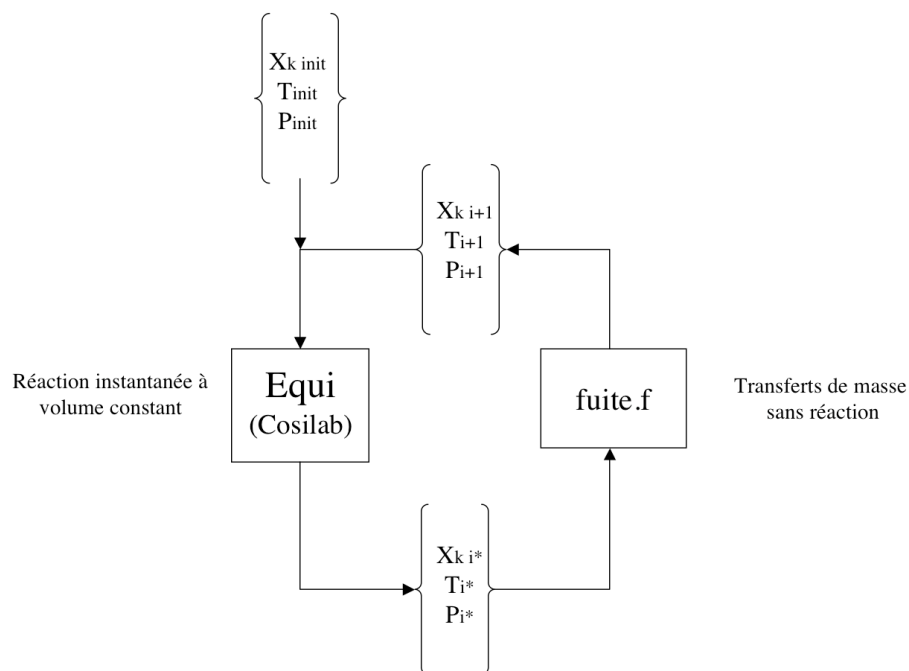 Xk init
Tinit
Pinit
Xk i+1
Ti+1
Pi+1
Réaction instantanée à
volume constant
Equi
(Cosilab)
fuite.f
Transferts de masse
sans réaction
Xk i*
Ti*
Pi*